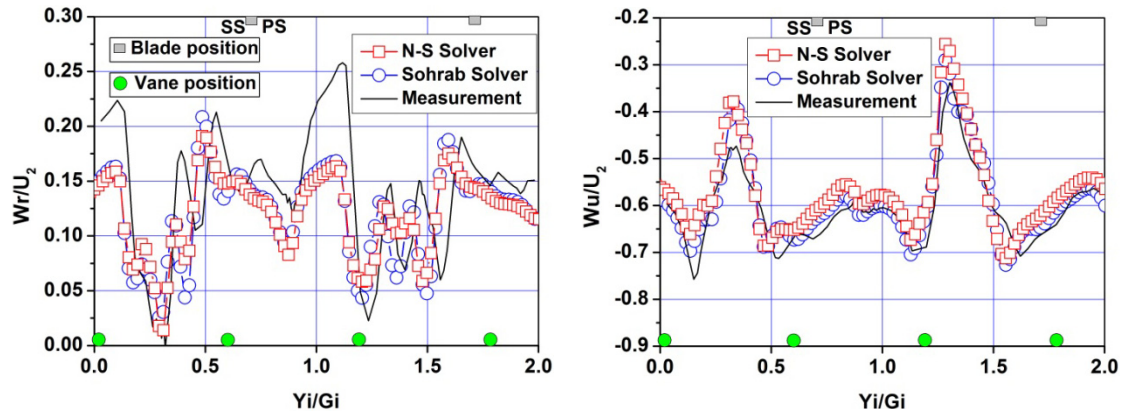 0.30
0.25
0.20
0.15
0.10
0.05
0.00
Wr/U2
SS PS
Blade position
Vane position
N-S Solver
Sohrab Solver
Measurement
0.0 0.5 1.0 1.5 2.0
Yi/Gi
-0.2
-0.3
-0.4
-0.5
-0.6
-0.7
-0.8
-0.9
Wu/U2
SS PS
N-S Solver
Sohrab Solver
Measurement
0.0 0.5 1.0 1.5 2.0
Yi/Gi